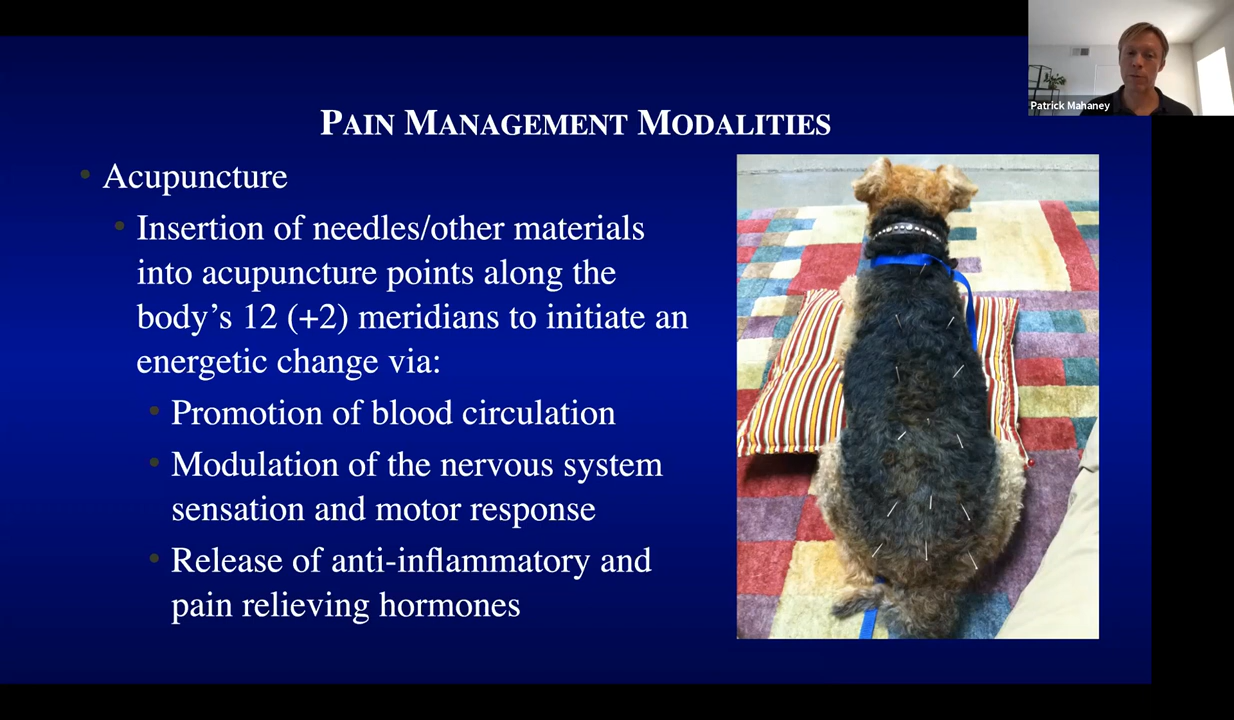 Patrick Mahaney
PAIN MANAGEMENT MODALITIES
• Acupuncture
• Insertion of needles/other materials
into acupuncture points along the
body’s 12 (+2) meridians to initiate an
energetic change via:
• Promotion of blood circulation
• Modulation of the nervous system
sensation and motor response
• Release of anti-inflammatory and
pain relieving hormones